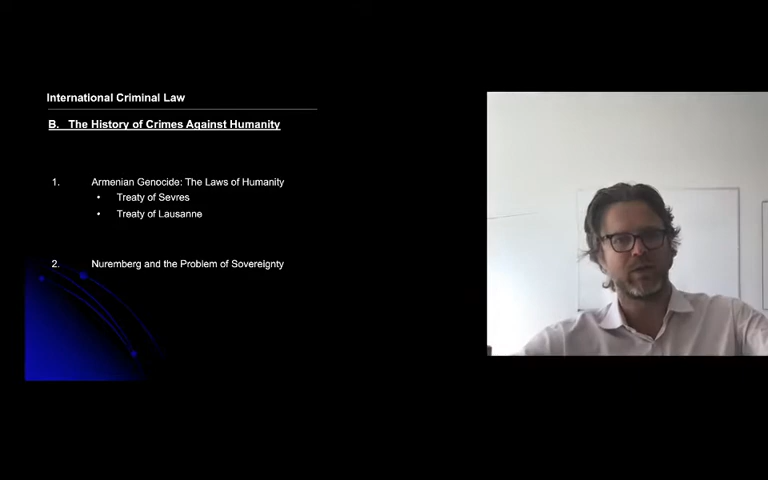 International Criminal Law
B. The History of Crimes Against Humanity
1. Armenian Genocide: The Laws of Humanity
• Treaty of Sevres
• Treaty of Lausanne
2. Nuremberg and the Problem of Sovereignty